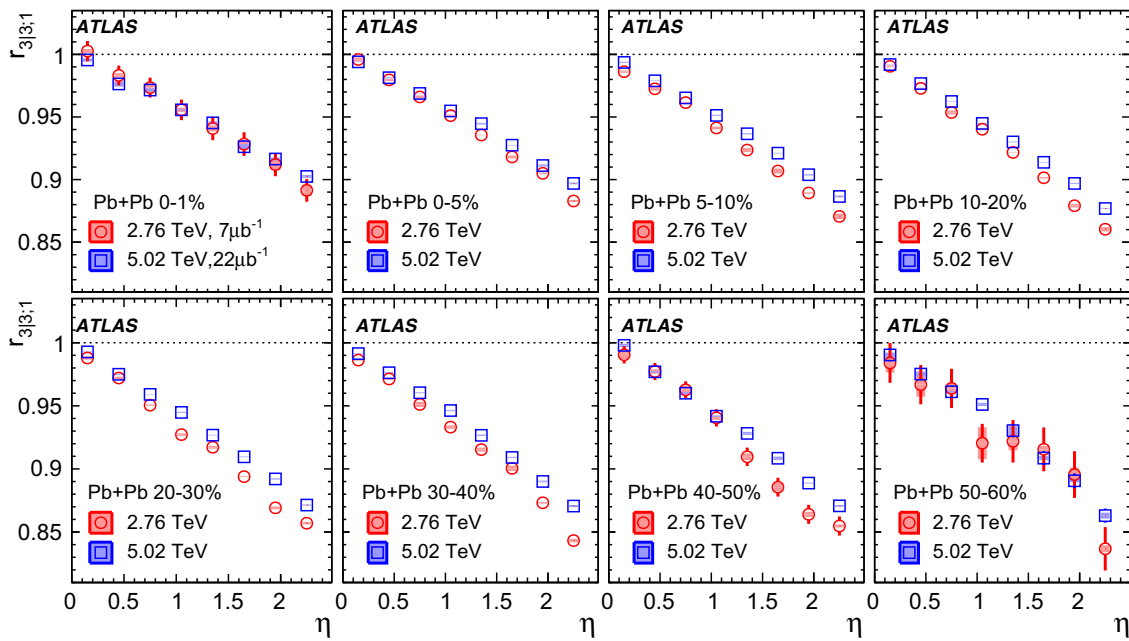 r3|3;1
ATLAS
ATLAS
ATLAS
ATLAS
1
0.95
0.9
0.85
Pb+Pb 0-1%
2.76 TeV, 7μb⁻¹
5.02 TeV,22μb⁻¹
Pb+Pb 0-5%
2.76 TeV
5.02 TeV
Pb+Pb 5-10%
2.76 TeV
5.02 TeV
Pb+Pb 10-20%
2.76 TeV
5.02 TeV
r3|3;1
ATLAS
ATLAS
ATLAS
ATLAS
1
0.95
0.9
0.85
Pb+Pb 20-30%
2.76 TeV
5.02 TeV
Pb+Pb 30-40%
2.76 TeV
5.02 TeV
Pb+Pb 40-50%
2.76 TeV
5.02 TeV
Pb+Pb 50-60%
2.76 TeV
5.02 TeV
0 0.5 1 1.5 2
0 0.5 1 1.5 2
0 0.5 1 1.5 2
0 0.5 1 1.5 2
η
η
η
η